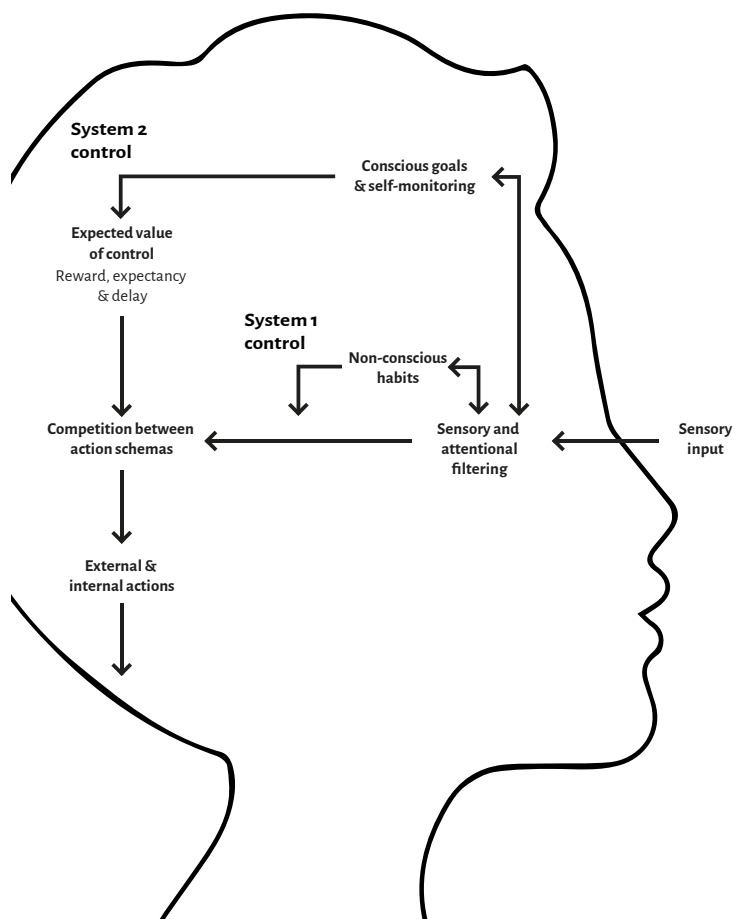 System 2
control
Conscious goals
& self-monitoring
Expected value
of control
Reward, expectancy
& delay
System 1
control
Non-conscious
habits
Competition between
action schemas
Sensory and
attentional
filtering
Sensory
input
External &
internal actions